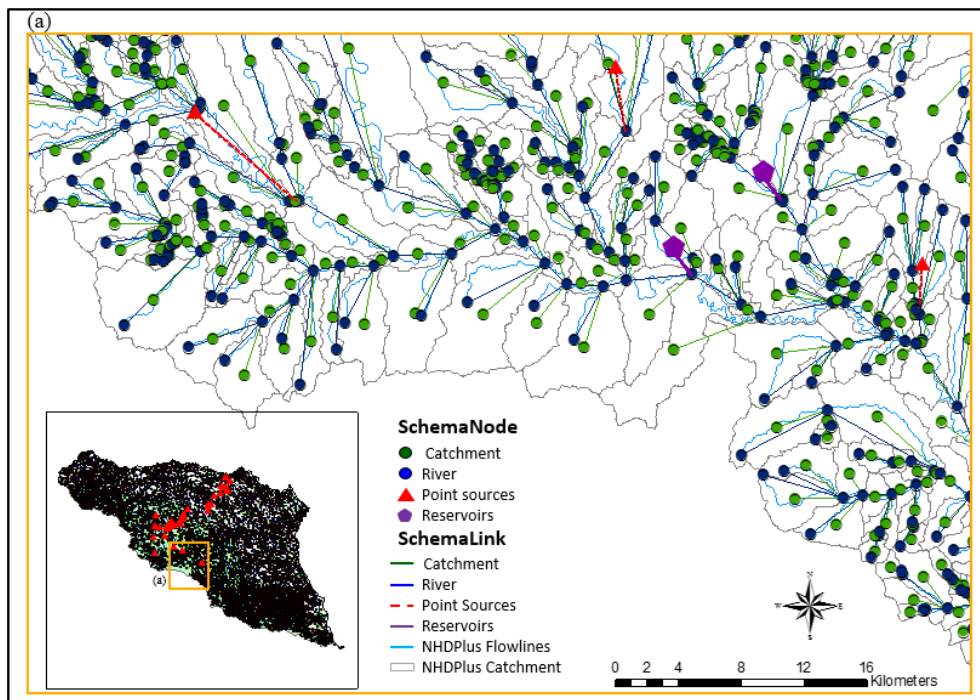 (a)
SchemaNode
Catchment
River
Point sources
Reservoirs
SchemaLink
Catchment
River
Point Sources
Reservoirs
NHDPlus Flowlines
NHDPlus Catchment
(a)
N
W E
S
0 2 4 8 12 16
Kilometers